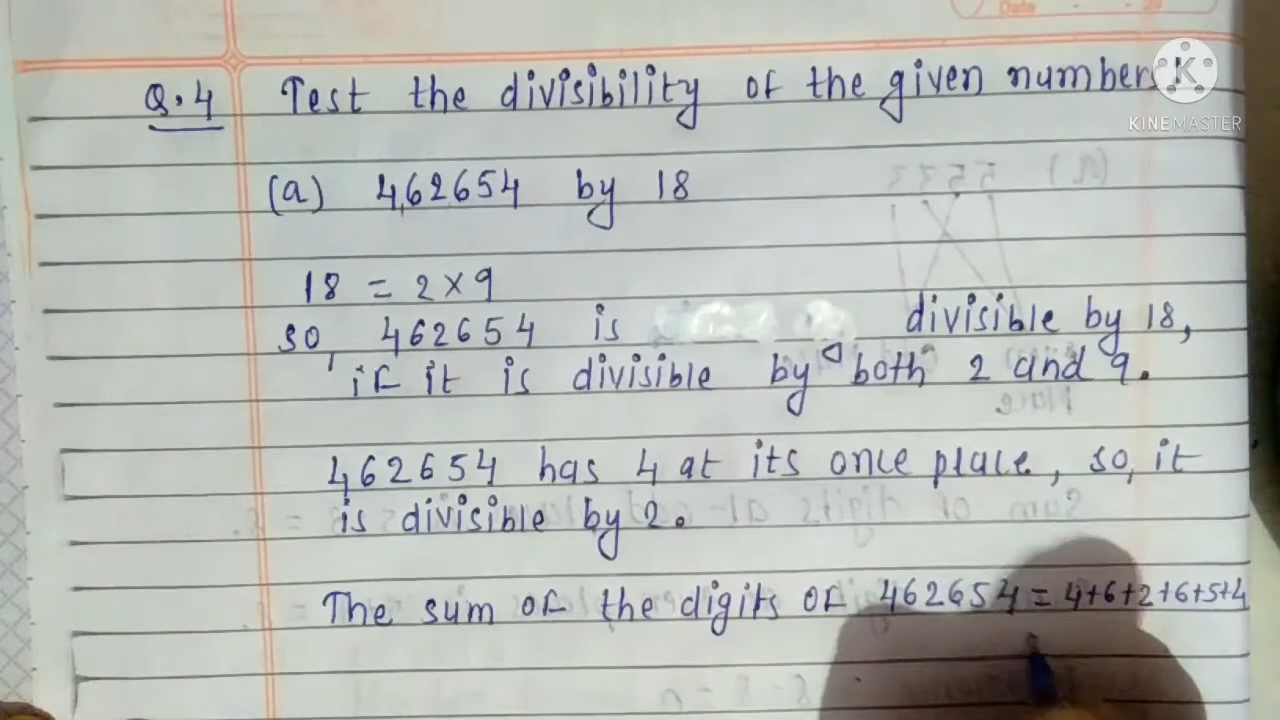 Q.4 Test the divisibility of the given numbers!
KINEMASTER
(a) 462654 by 18
18 = 2 × 9
so, 462654 is divisible by 18,
if it is divisible by both 2 and 9.
462654 has 4 at its once place, so, it
is divisible by 2.
The sum of the digits of 462654 = 4+6+2+6+5+4